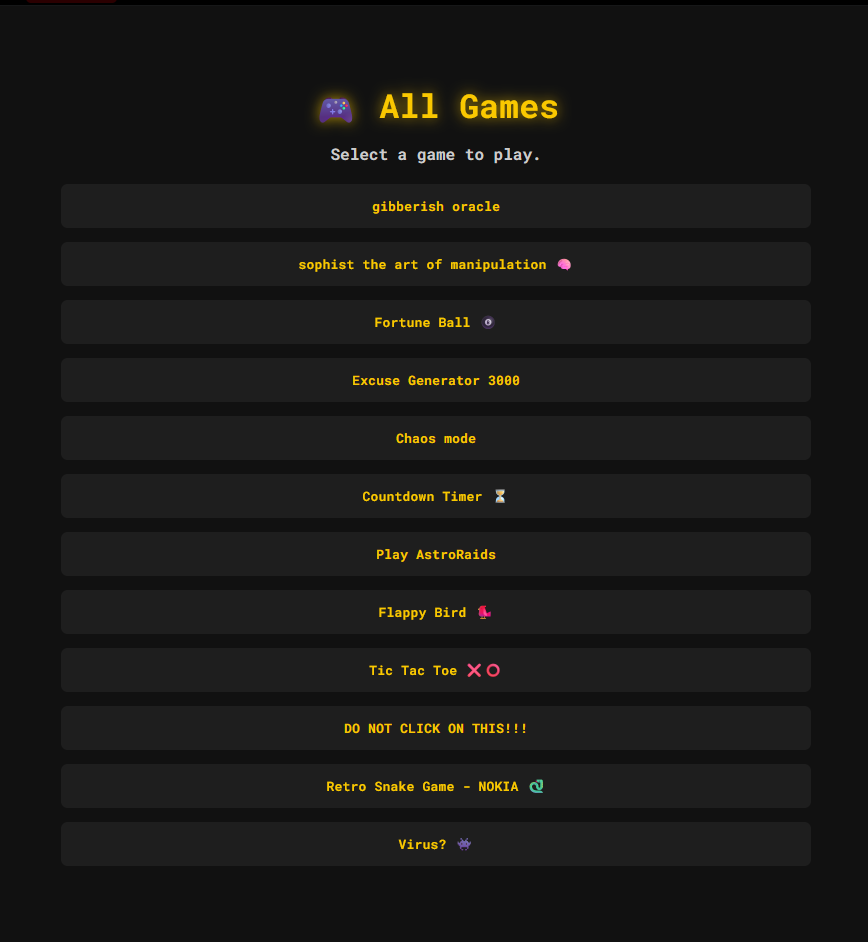 🎮 All Games
Select a game to play.
gibberish oracle
sophist the art of manipulation 🧠
Fortune Ball 🎱
Excuse Generator 3000
Chaos mode
Countdown Timer ⏳
Play AstroRaids
Flappy Bird 🐦
Tic Tac Toe ❌⭕
DO NOT CLICK ON THIS!!!
Retro Snake Game - NOKIA 🐍
Virus? 👾